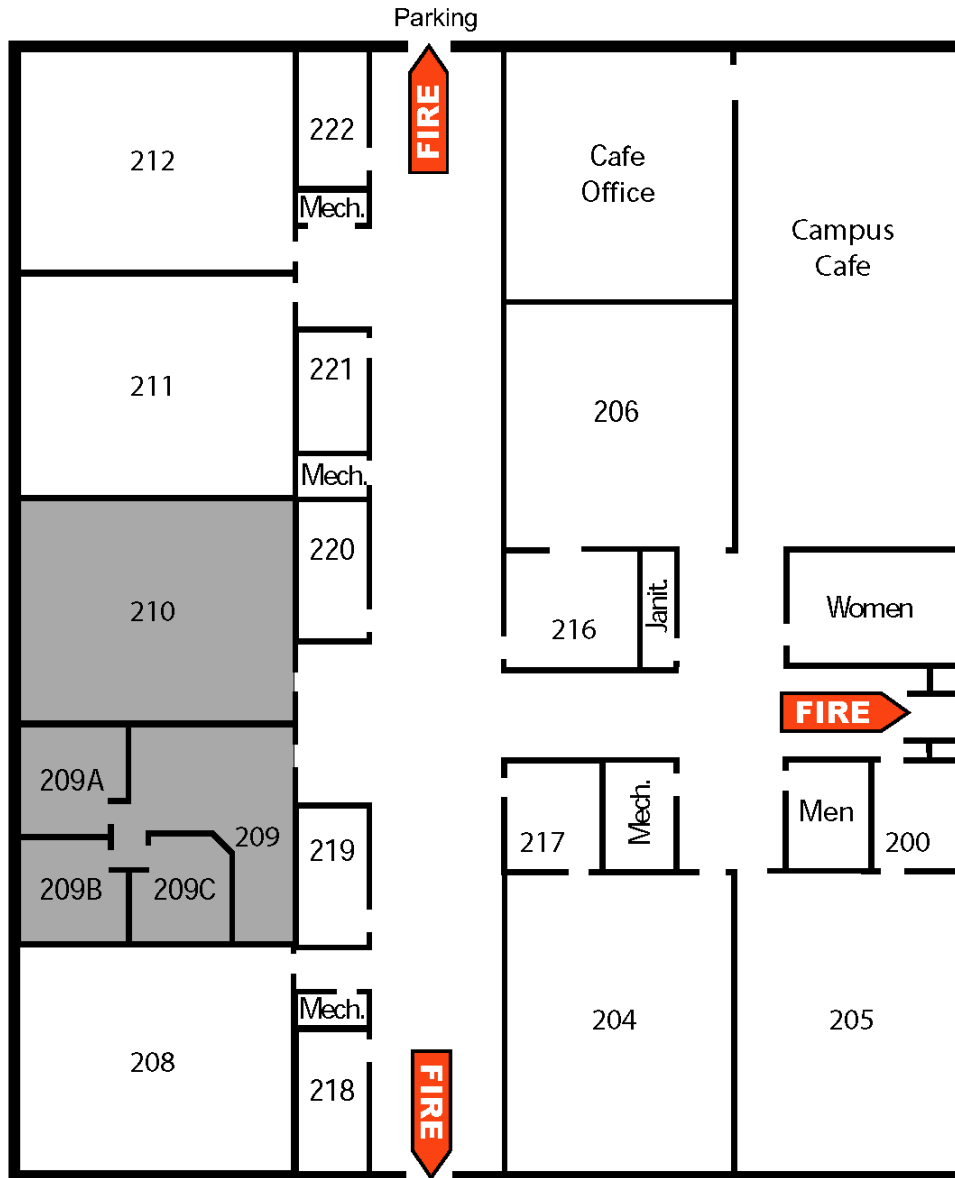 Parking
FIRE
212
222
Mech.
Cafe
Office
Campus
Cafe
211
221
Mech.
206
210
220
216
Janit.
Women
FIRE
209A
209
209B
209C
219
217
Mech.
Men
200
208
Mech.
218
FIRE
204
205